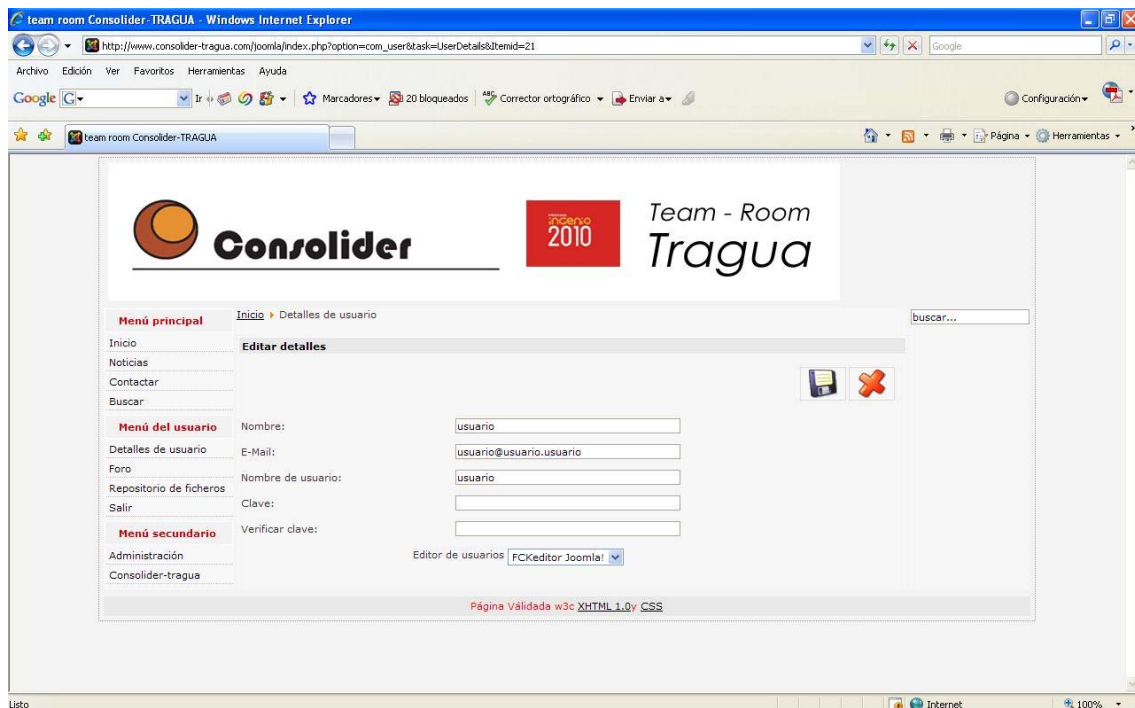 team room Consolider-TRAGUA - Windows Internet Explorer
http://www.consolider-tragua.com/joomla/index.php?option=com_user&task=UserDetails&Itemid=21
Google
Archivo Edición Ver Favoritos Herramientas Ayuda
Google G Ir Marcadores 20 bloqueados ABC Corrector ortográfico Enviar a Configuración
team room Consolider-TRAGUA Página Herramientas
Consolider
ingenio
2010
Team - Room
Tragua
Menú principal
Inicio
Noticias
Contactar
Buscar
Menú del usuario
Detalles de usuario
Foro
Repositorio de ficheros
Salir
Menú secundario
Administración
Consolider-tragua
Inicio Detalles de usuario
buscar...
Editar detalles
Nombre: usuario
E-Mail: usuario@usuario.usuario
Nombre de usuario: usuario
Clave:
Verificar clave:
Editor de usuarios FCKeditor Joomla!
Página Válidada w3c XHTML 1.0y CSS
Listo Internet 100%